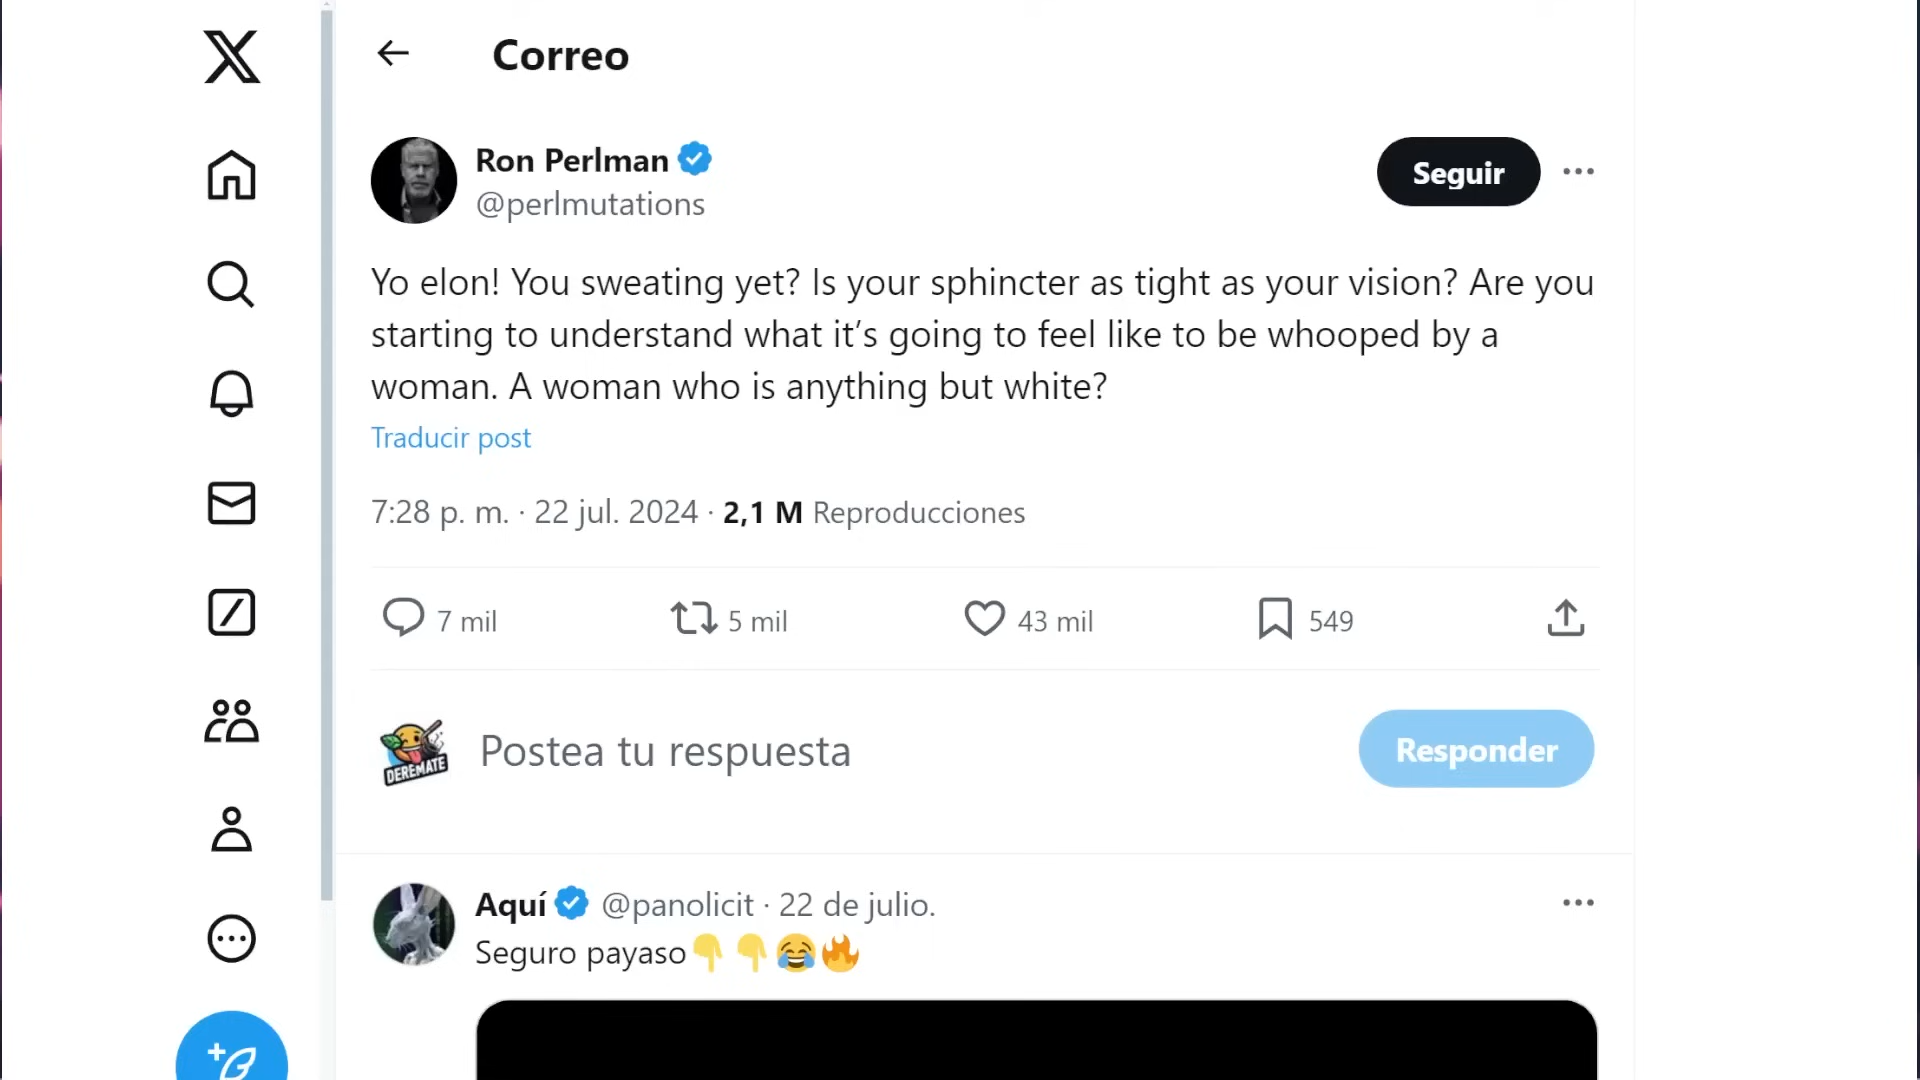 Correo
Ron Perlman
@perlmutations
Seguir
Yo elon! You sweating yet? Is your sphincter as tight as your vision? Are you
starting to understand what it’s going to feel like to be whooped by a
woman. A woman who is anything but white?
Traducir post
7:28 p. m. · 22 jul. 2024 · 2,1 M Reproducciones
7 mil 5 mil 43 mil 549
DEREMATE
Postea tu respuesta
Responder
Aquí @panolicit · 22 de julio.
Seguro payaso👇👇😂🔥